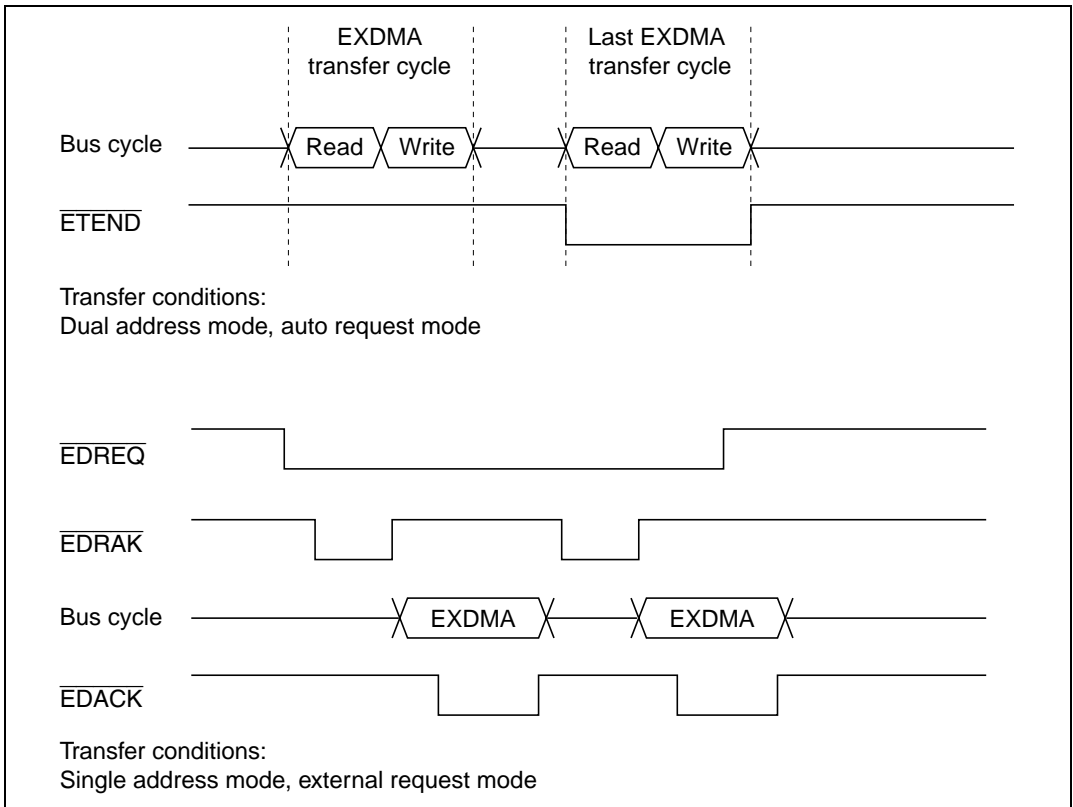 EXDMA
transfer cycle
Last EXDMA
transfer cycle
Bus cycle
Read
Write
Read
Write
ETEND
Transfer conditions:
Dual address mode, auto request mode
EDREQ
EDRAK
Bus cycle
EXDMA
EXDMA
EDACK
Transfer conditions:
Single address mode, external request mode